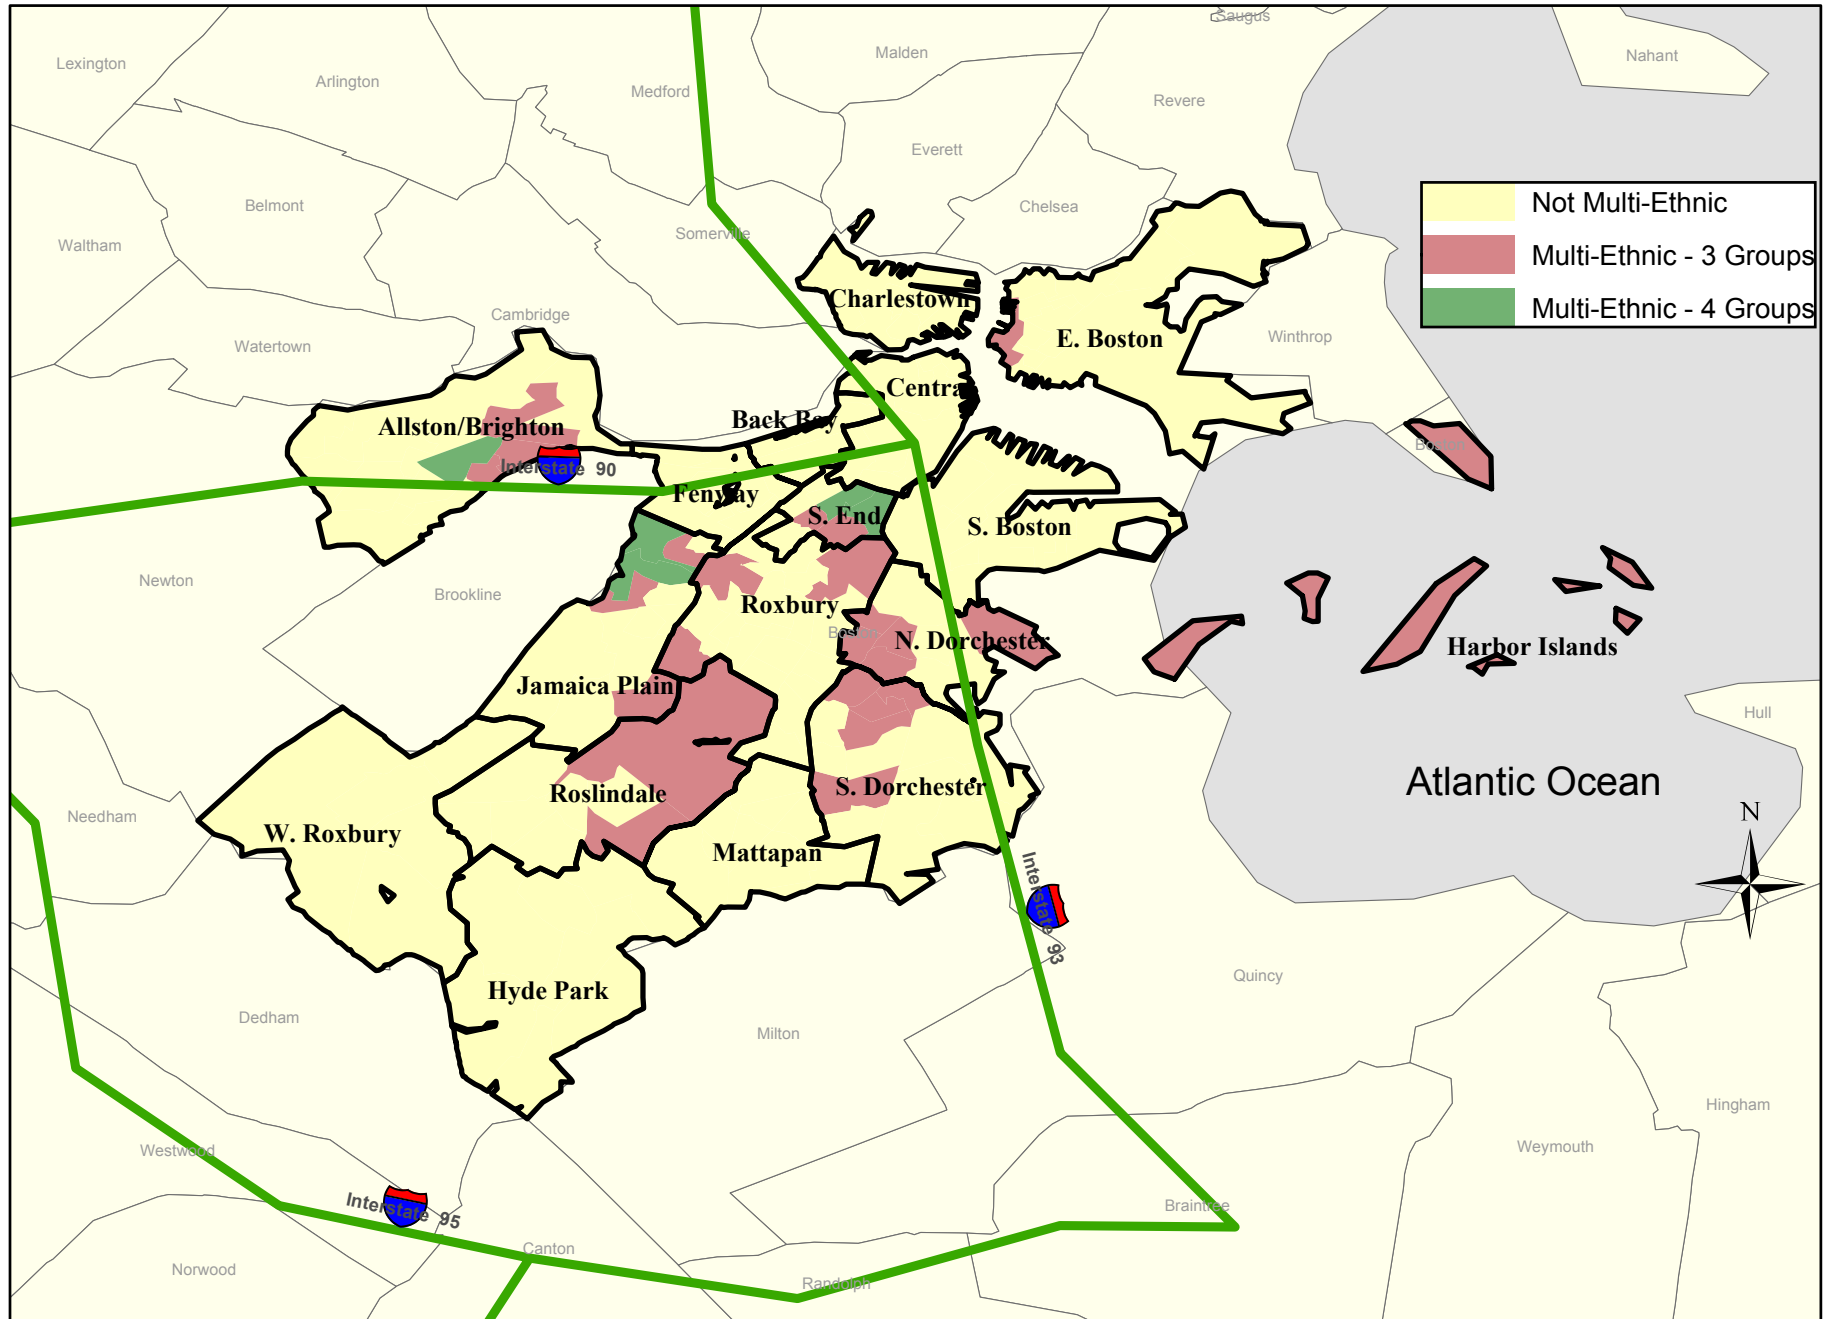 Saugus
Nahant
Malden
Lexington
Arlington
Medford
Revere
Everett
Not Multi-Ethnic
Belmont
Chelsea
Somerville
Waltham
Multi-Ethnic - 3 Groups
Charlestown
Multi-Ethnic - 4 Groups
Cambridge
Winthrop
E. Boston
Watertown
Central
Back Bay
Allston/Brighton
Boston
Interstate 90
Fenway
S. End
S. Boston
Newton
Brookline
Roxbury
Boston
N. Dorchester
Harbor Islands
Jamaica Plain
Hull
Atlantic Ocean
S. Dorchester
Roslindale
Needham
N
W. Roxbury
Mattapan
Interstate 93
Quincy
Hyde Park
Dedham
Milton
Hingham
Westwood
Weymouth
Braintree
Interstate 95
Canton
Norwood
Randolph